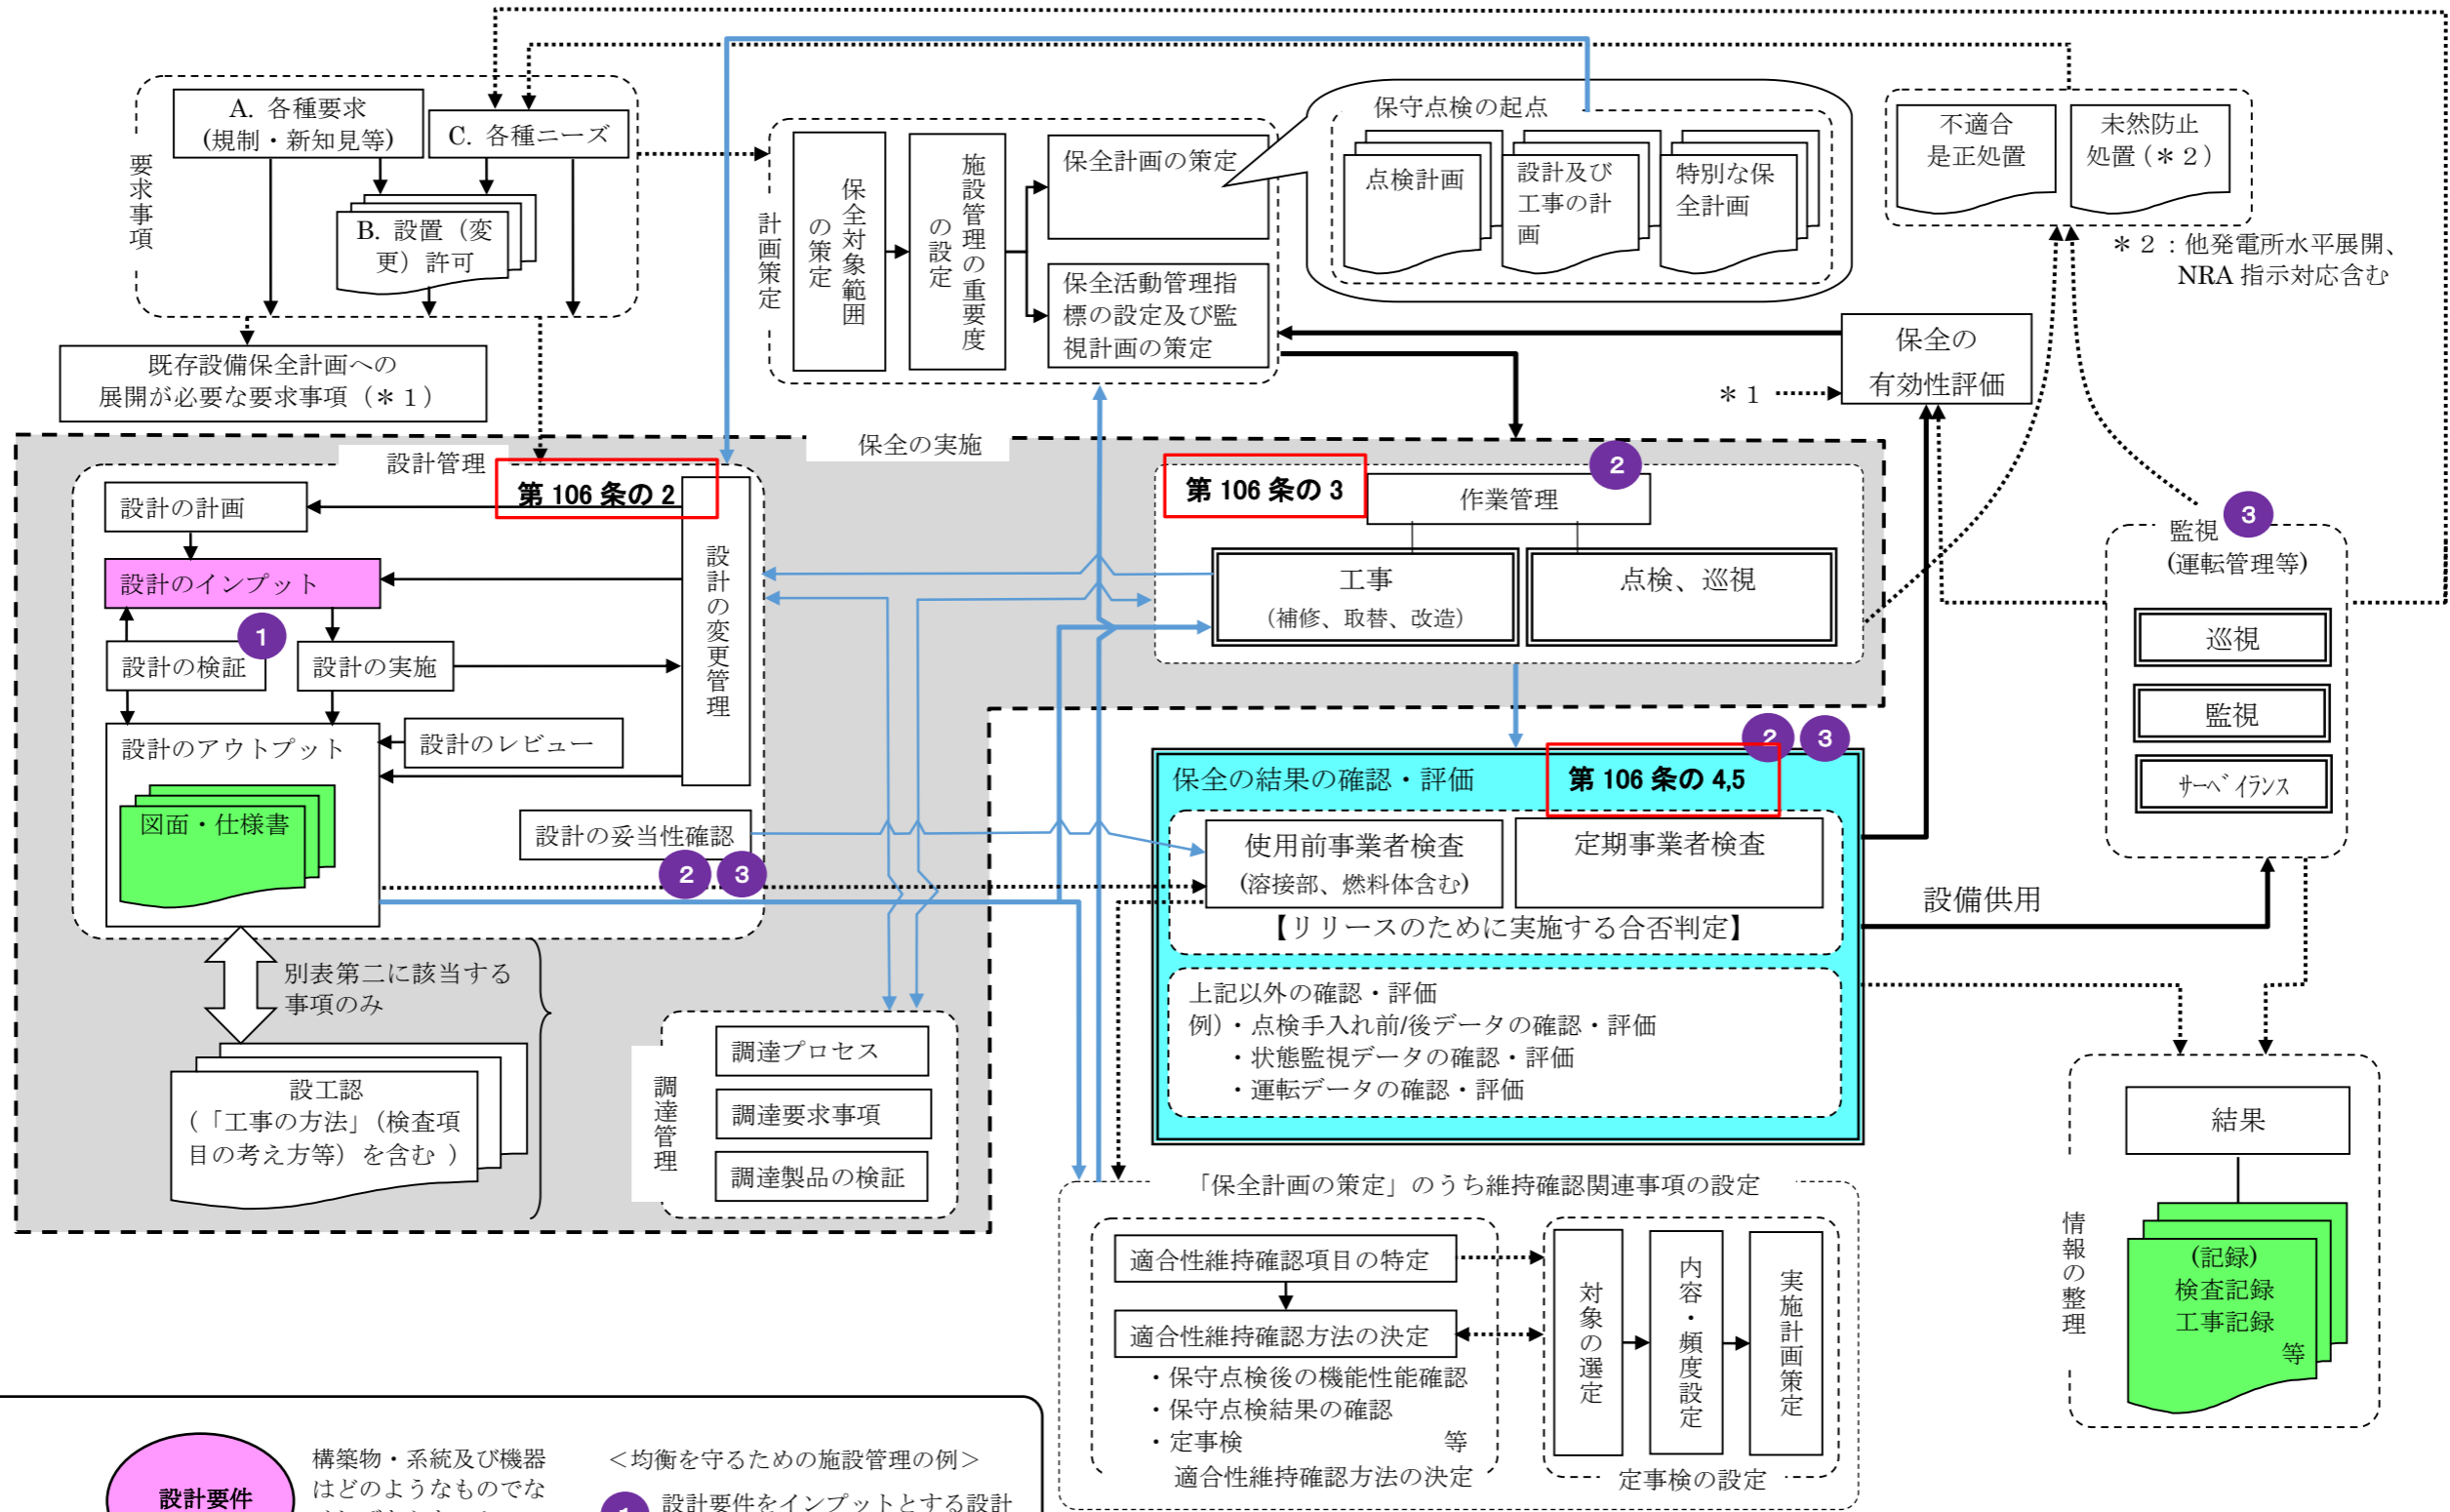 A. 各種要求
(規制・新知見等)
C. 各種ニーズ
B. 設置（変
更）許可
要求事項
既存設備保全計画への
展開が必要な要求事項（＊１）
計画策定
保全対象範囲
の策定
施設管理の重要度
の設定
保全計画の策定
保全活動管理指
標の設定及び監
視計画の策定
保守点検の起点
点検計画
設計及び
工事の計
画
特別な保
全計画
不適合
是正処置
未然防止
処置（＊２）
＊２：他発電所水平展開、
NRA 指示対応含む
保全の
有効性評価
＊１
保全の実施
設計管理
第 106 条の 2
設計の計画
設計のインプット
設計の検証
1
設計の実施
設計の変更管理
設計のアウトプット
設計のレビュー
図面・仕様書
設計の妥当性確認
2
3
別表第二に該当する
事項のみ
設工認
（「工事の方法」（検査項
目の考え方等）を含む ）
調達管理
調達プロセス
調達要求事項
調達製品の検証
第 106 条の 3
2
作業管理
工事
（補修、取替、改造）
点検、巡視
2
3
保全の結果の確認・評価
第 106 条の 4,5
使用前事業者検査
(溶接部、燃料体含む)
定期事業者検査
【リリースのために実施する合否判定】
上記以外の確認・評価
例）・点検手入れ前/後データの確認・評価
・状態監視データの確認・評価
・運転データの確認・評価
3
監視
(運転管理等)
巡視
監視
ｻｰﾍﾞｲﾗﾝｽ
設備供用
情報の整理
結果
(記録)
検査記録
工事記録
等
「保全計画の策定」のうち維持確認関連事項の設定
適合性維持確認項目の特定
適合性維持確認方法の決定
・保守点検後の機能性能確認
・保守点検結果の確認
・定事検 等
適合性維持確認方法の決定
対象の選定
内容・頻度設定
実施計画策定
定事検の設定
設計要件
構築物・系統及び機器
はどのようなものでな
＜均衡を守るための施設管理の例＞
1
設計要件をインプットとする設計